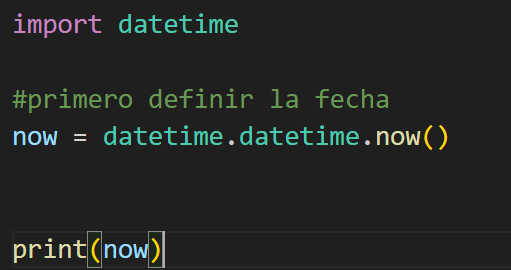 import datetime
#primero definir la fecha
now = datetime.datetime.now()
print(now)